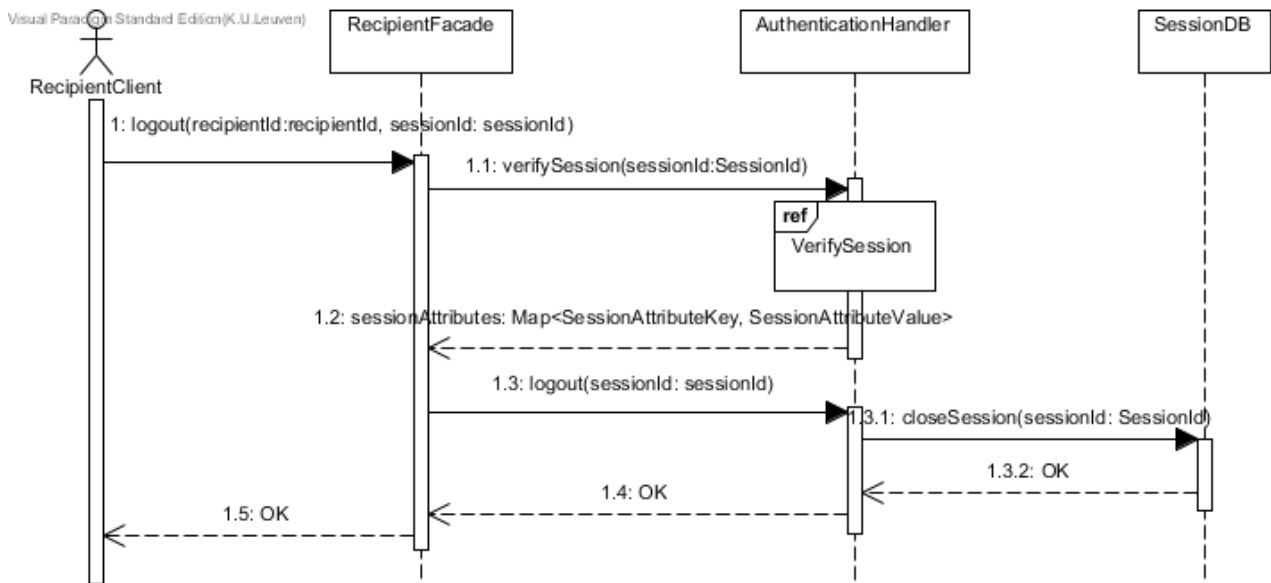 Visual Paradigm Standard Edition(K.U.Leuven)
RecipientFacade
AuthenticationHandler
SessionDB
RecipientClient
1: logout(recipientId:recipientId, sessionId: sessionId)
1.1: verifySession(sessionId:SessionId)
ref
VerifySession
1.2: sessionAttributes: Map<SessionAttributeKey, SessionAttributeValue>
1.3: logout(sessionId: sessionId)
1.3.1: closeSession(sessionId: SessionId)
1.3.2: OK
1.4: OK
1.5: OK